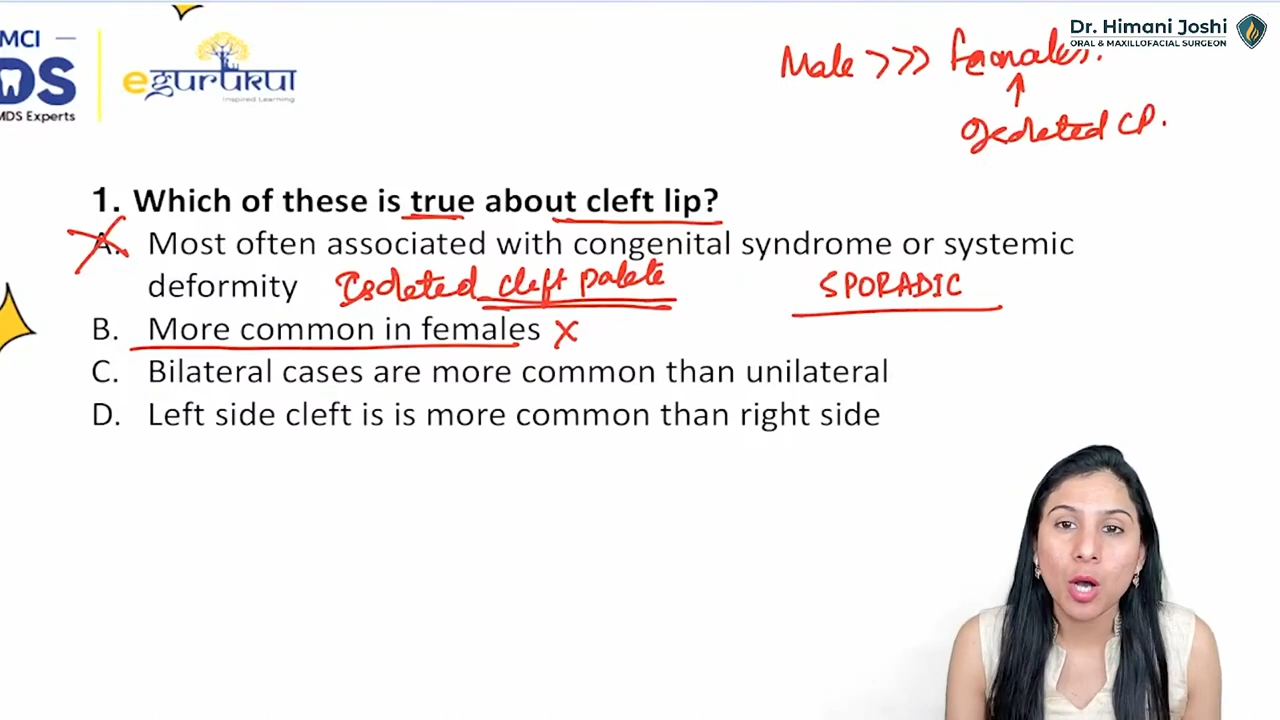 Dr. Himani Joshi
ORAL & MAXILLOFACIAL SURGEON
MCI
DS
MDS Experts
eGURUKUL
Inspired Learning
Male >>> females.
↑
Isolated CP.
1. Which of these is true about cleft lip?
A. Most often associated with congenital syndrome or systemic
deformity Isolated cleft palate SPORADIC
B. More common in females x
C. Bilateral cases are more common than unilateral
D. Left side cleft is is more common than right side